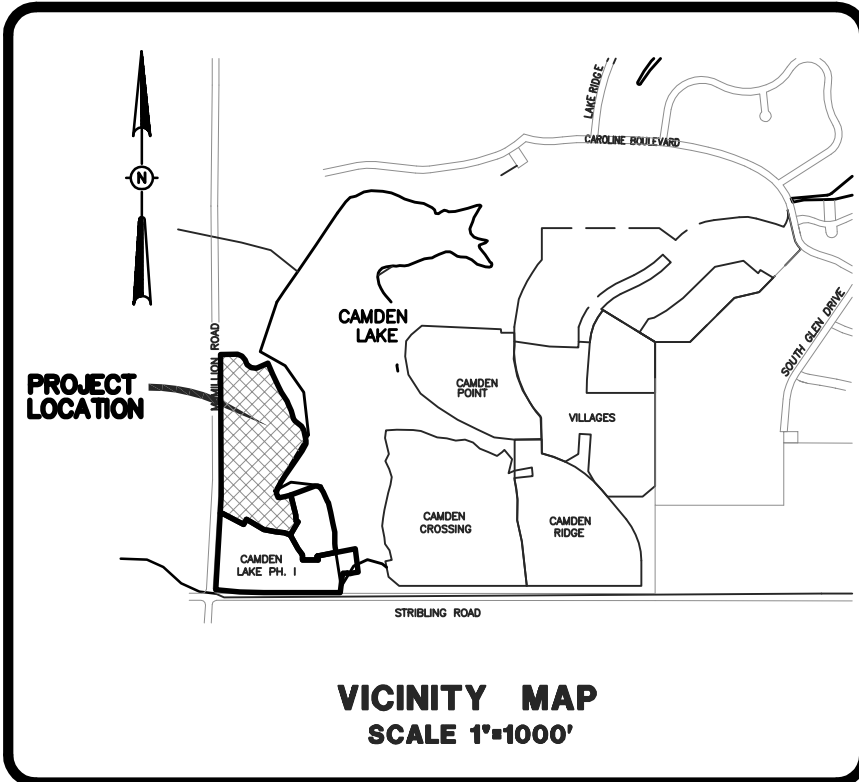 LAKE RIDGE
CAROLINE BOULEVARD
N
CAMDEN
LAKE
SOUTH GLEN DRIVE
ROAD
PROJECT
LOCATION
CAMDEN
POINT
VILLAGES
CAMDEN
CROSSING
CAMDEN
RIDGE
CAMDEN
LAKE PH. I
STRIBLING ROAD
VICINITY MAP
SCALE 1"=1000'